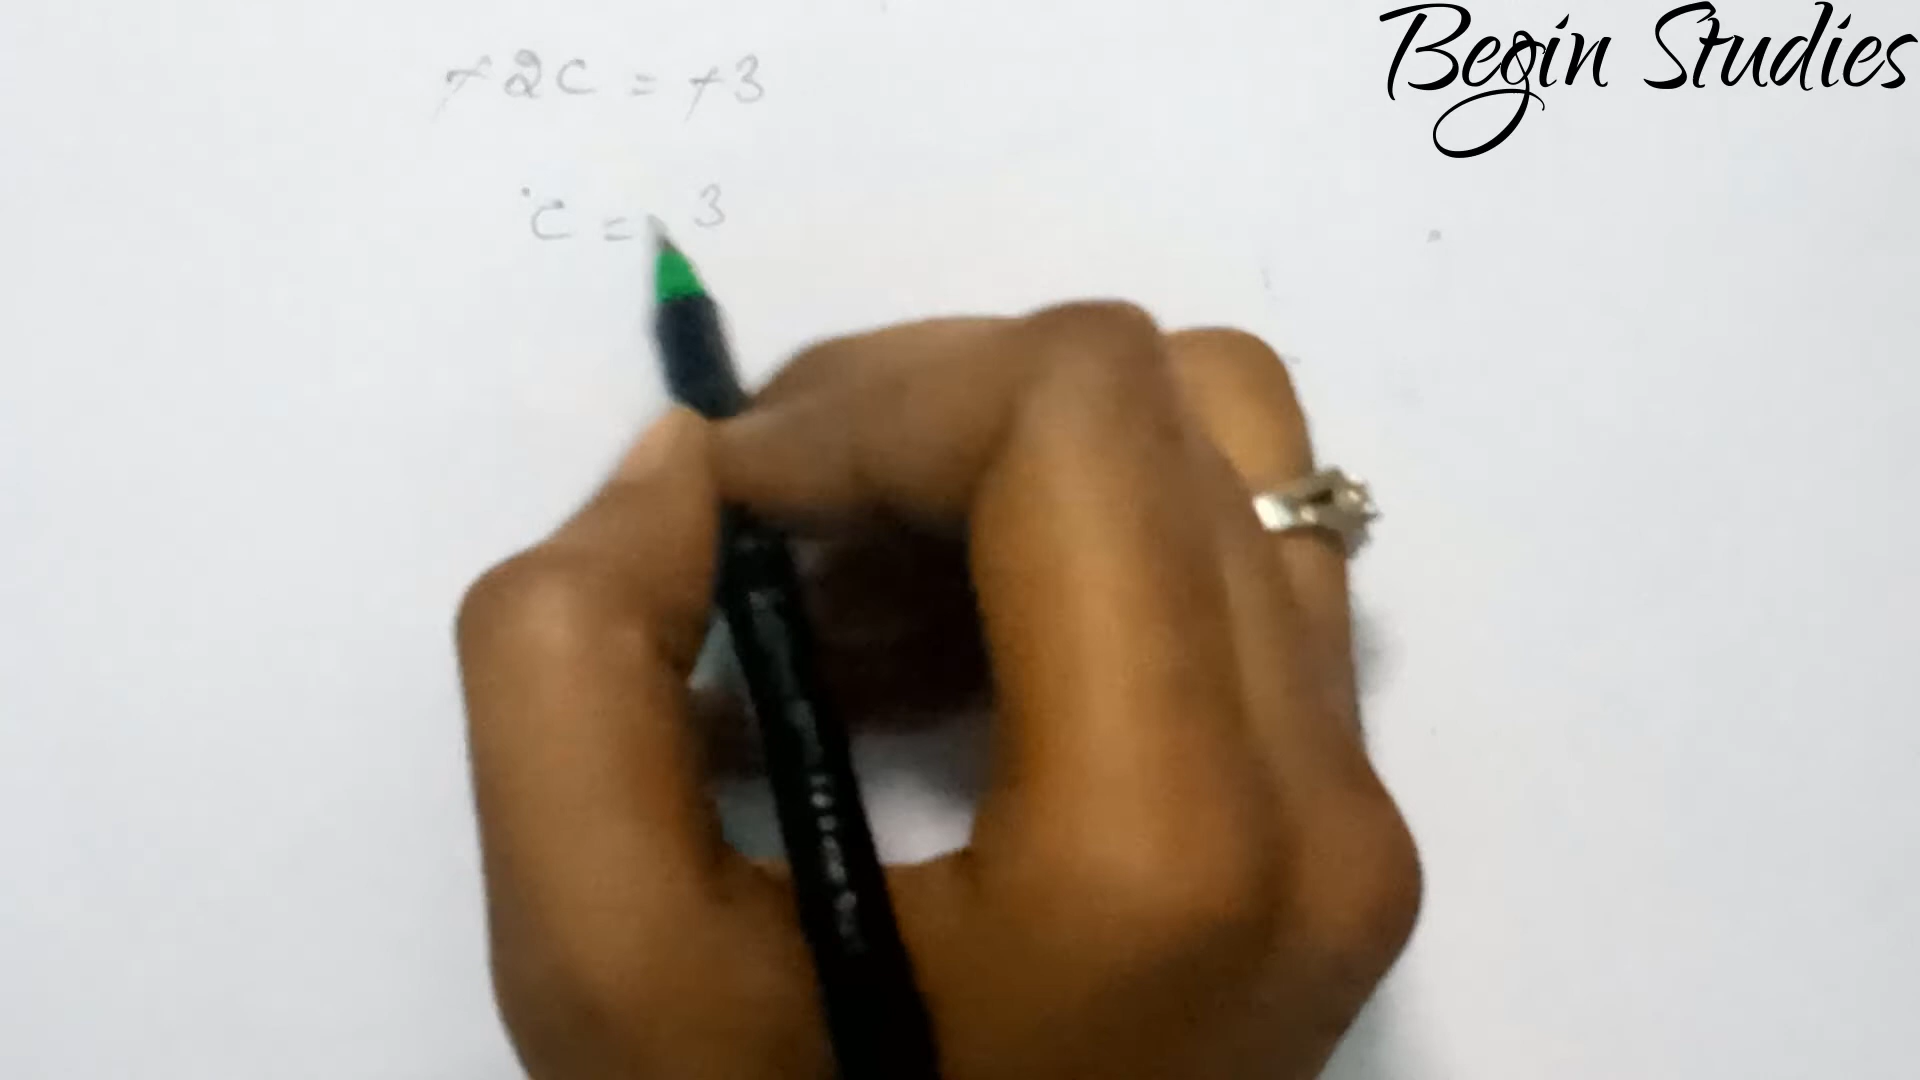 Begin Studies
-2c = -3
c = 3